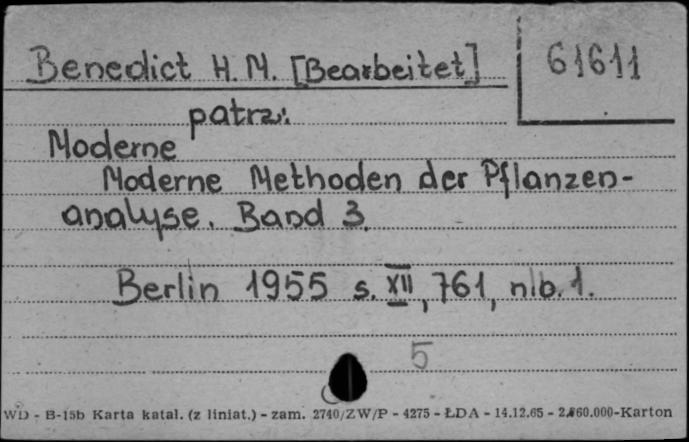 Benedict H. M. [Bearbeitet]
61611
patrz:
Moderne
Moderne Methoden der Pflanzen-
analyse. Band 3.
Berlin 1955 s. XII, 761, nlb. 1.
5
WD - B-15b Karta katal. (z liniat.) - zam. 2740/ZW/P - 4275 - ŁDA - 14.12.65 - 2.860.000-Karton